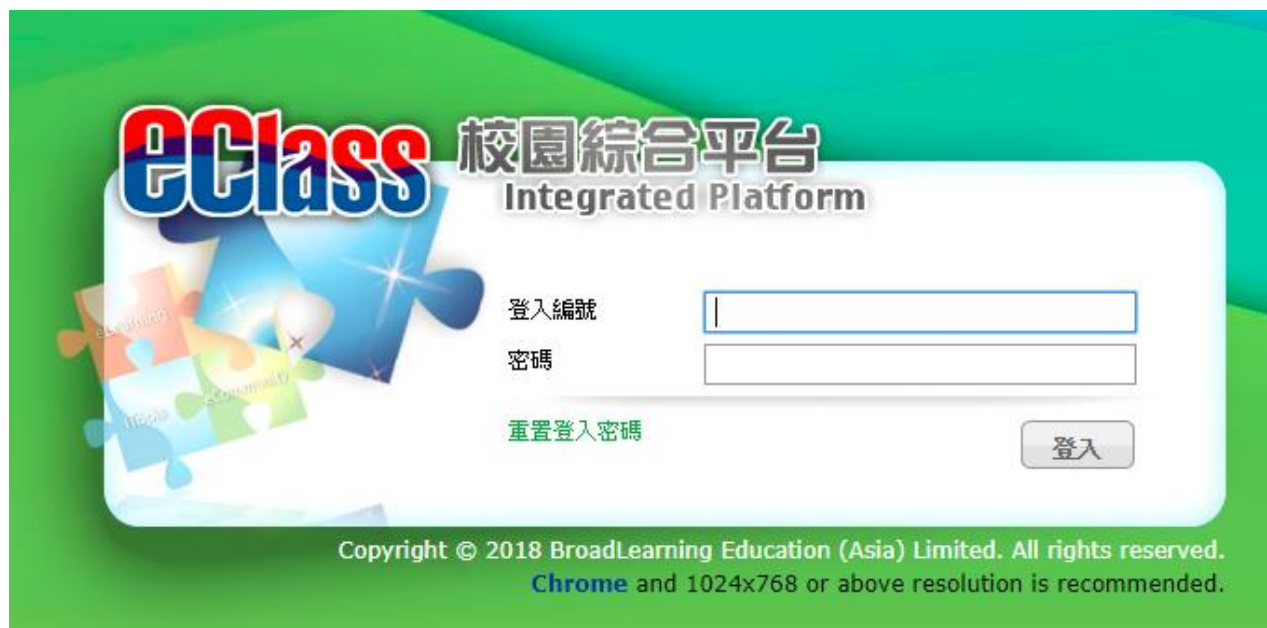 eClass 校園綜合平台
Integrated Platform
登入編號
密碼
eLearning
eCommunity
重置登入密碼
登入
Copyright © 2018 BroadLearning Education (Asia) Limited. All rights reserved.
Chrome and 1024x768 or above resolution is recommended.